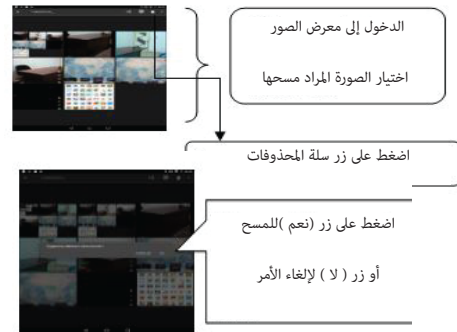 الدخول إلى معرض الصور
اختيار الصورة المراد مسحها
اضغط على زر سلة المحذوفات
اضغط على زر (نعم )للمسح
أو زر ( لا ) لإلغاء الأمر